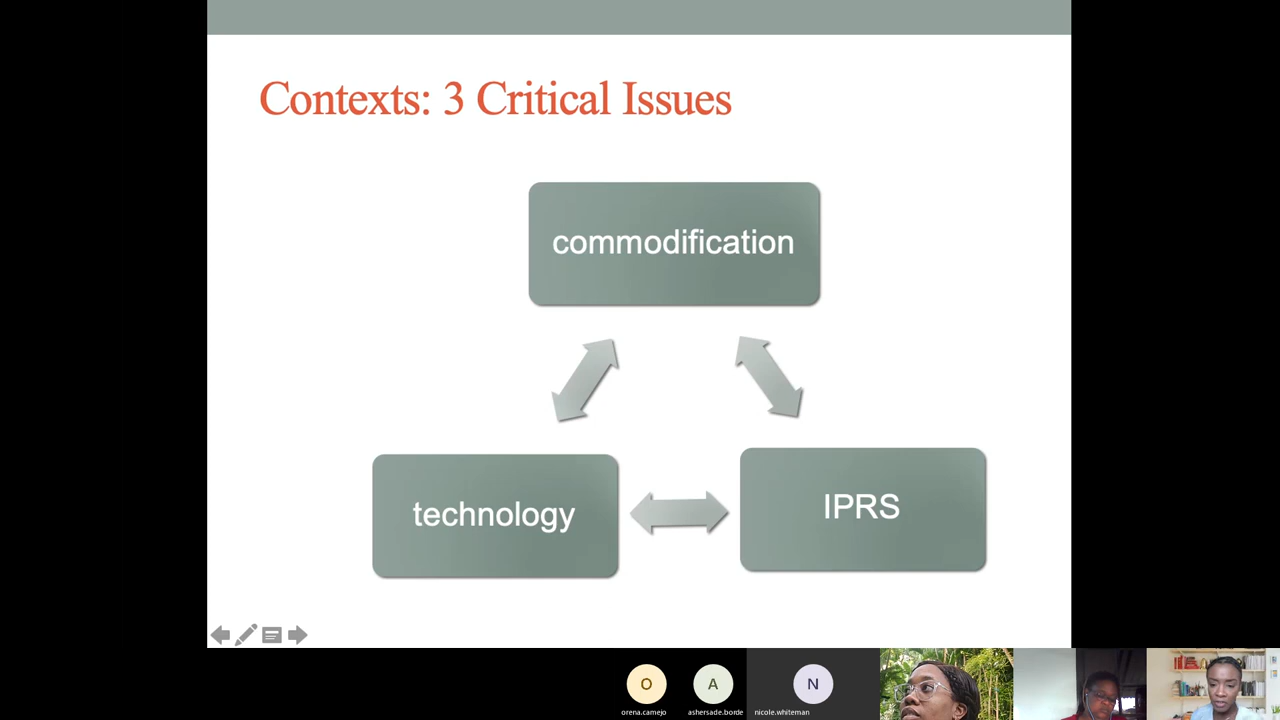 Contexts: 3 Critical Issues
commodification
technology
IPRS
O
A
N
orena.camejo
ashersade.borde
nicole.whiteman